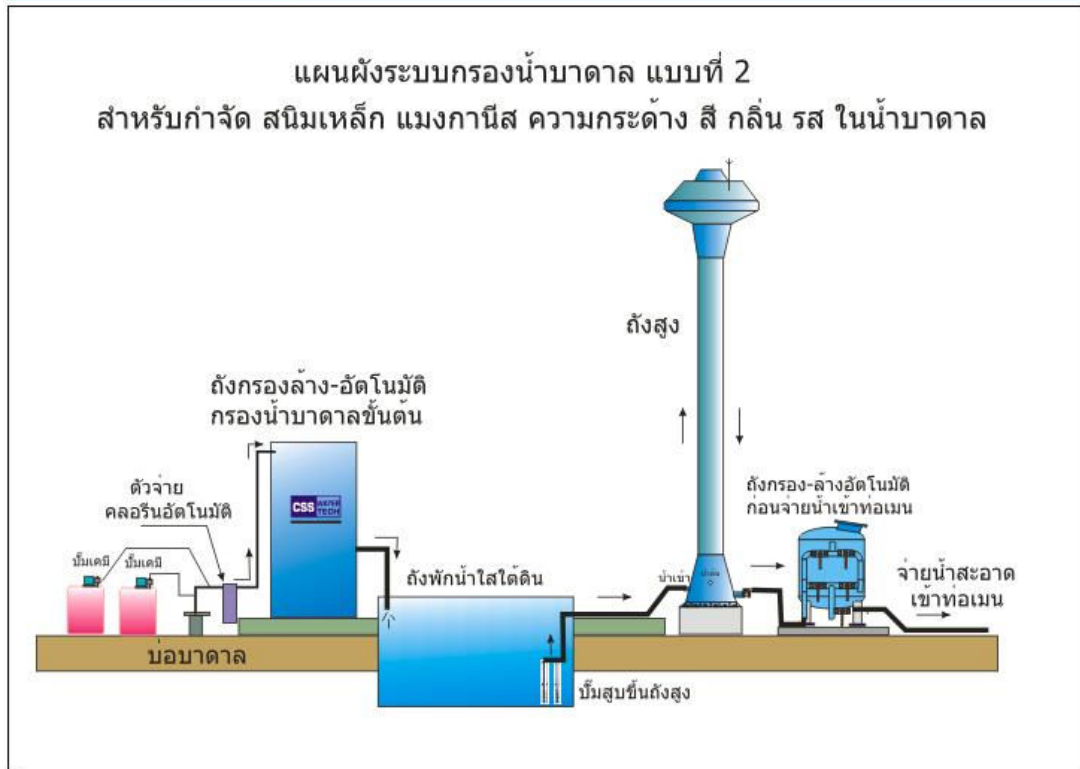 แผนผังระบบกรองน้ำบาดาล แบบที่ 2
สำหรับกำจัด สนิมเหล็ก แมงกานีส ความกระด้าง สี กลิ่น รส ในน้ำบาดาล
ถังสูง
ถังกรองล้าง-อัตโนมัติ
กรองน้ำบาดาลขั้นต้น
ตัวจ่าย
คลอรีนอัตโนมัติ
CSS WATER TECH
ถังกรอง-ล้างอัตโนมัติ
ก่อนจ่ายน้ำเข้าท่อเมน
ปั๊มเคมี
ปั๊มเคมี
ถังพักน้ำใสใต้ดิน
น้ำเข้า
จ่ายน้ำสะอาด
เข้าท่อเมน
บ่อบาดาล
ปั๊มสูบขึ้นถังสูง